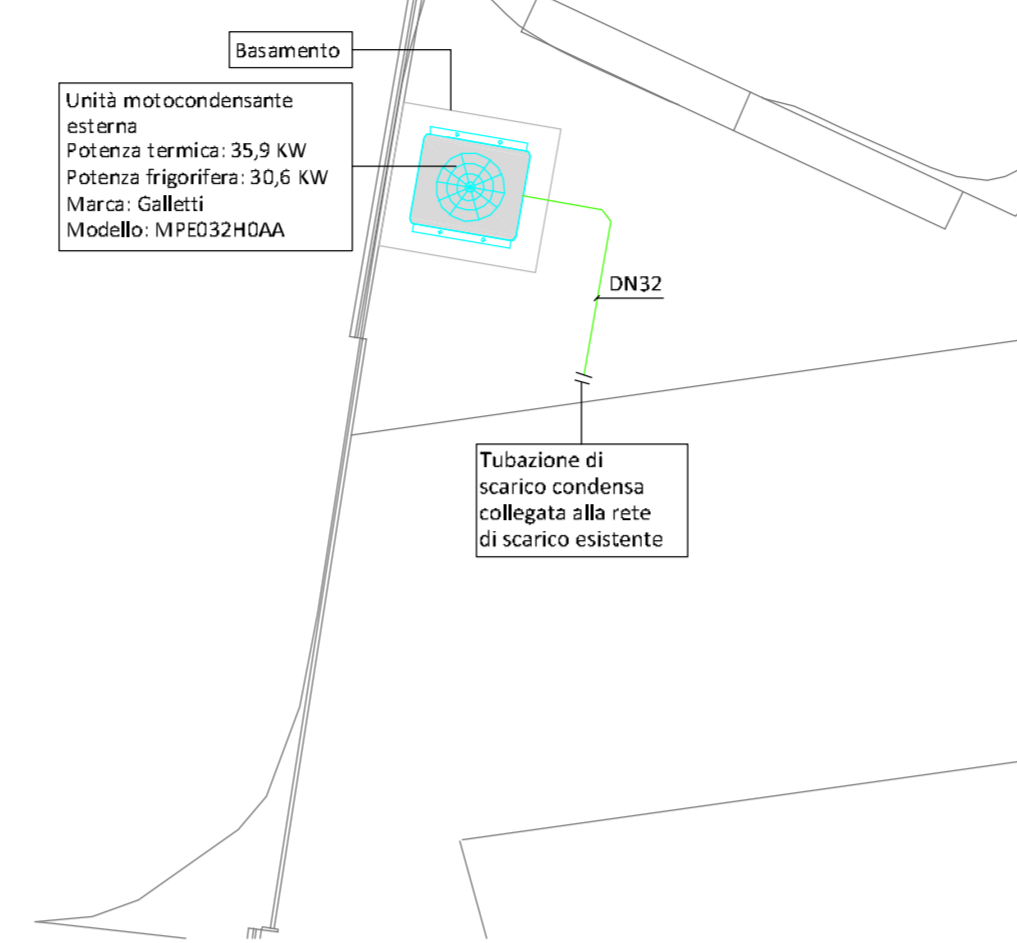 Basamento
Unità motocondensante
esterna
Potenza termica: 35,9 KW
Potenza frigorifera: 30,6 KW
Marca: Galletti
Modello: MPE032H0AA
DN32
Tubazione di
scarico condensa
collegata alla rete
di scarico esistente